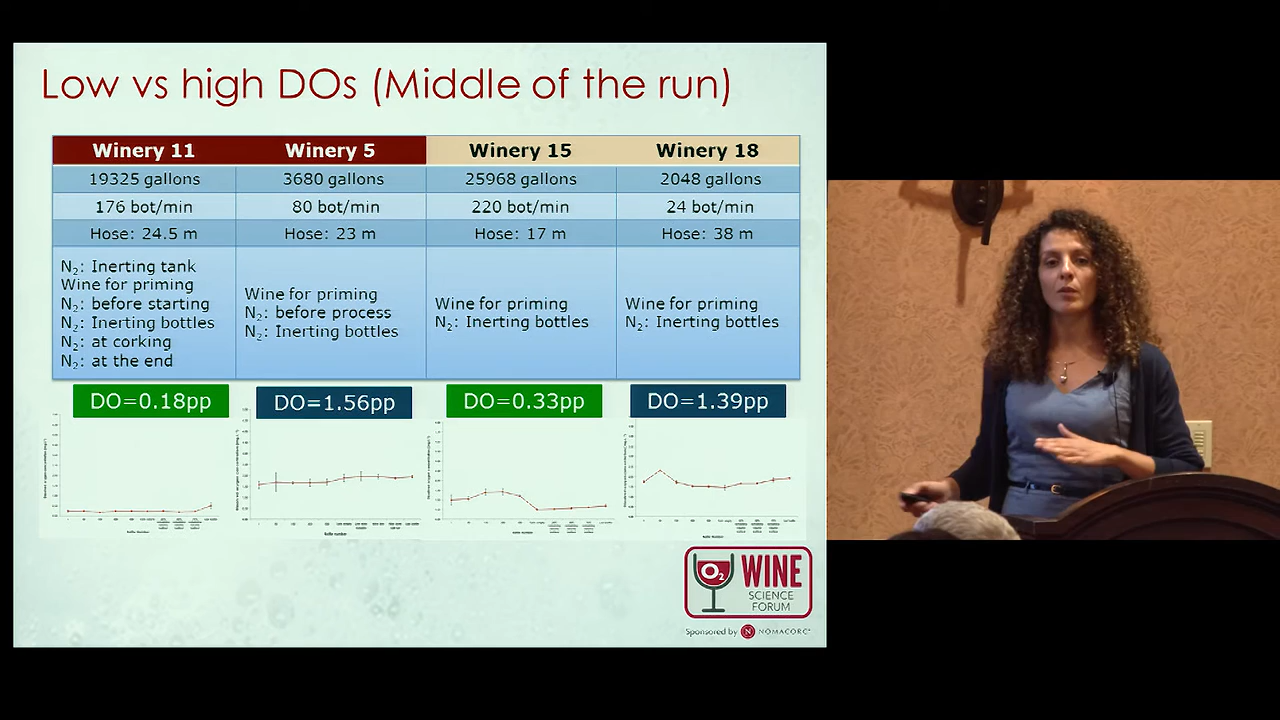 Low vs high DOs (Middle of the run)
Winery 11
Winery 5
Winery 15
Winery 18
19325 gallons
3680 gallons
25968 gallons
2048 gallons
176 bot/min
80 bot/min
220 bot/min
24 bot/min
Hose: 24.5 m
Hose: 23 m
Hose: 17 m
Hose: 38 m
N₂: Inerting tank
Wine for priming
N₂: before starting
N₂: Inerting bottles
N₂: at corking
N₂: at the end
Wine for priming
N₂: before process
N₂: Inerting bottles
Wine for priming
N₂: Inerting bottles
Wine for priming
N₂: Inerting bottles
DO=0.18pp
DO=1.56pp
DO=0.33pp
DO=1.39pp
O₂ WINE
SCIENCE
FORUM
Sponsored by N NOMACORC